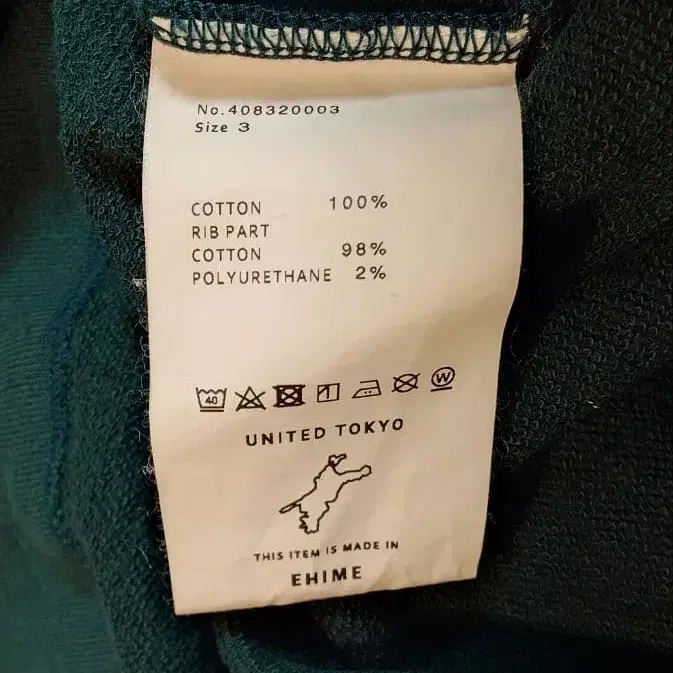 No.408320003
Size 3
COTTON 100%
RIB PART
COTTON 98%
POLYURETHANE 2%
40 W
UNITED TOKYO
THIS ITEM IS MADE IN
EHIME